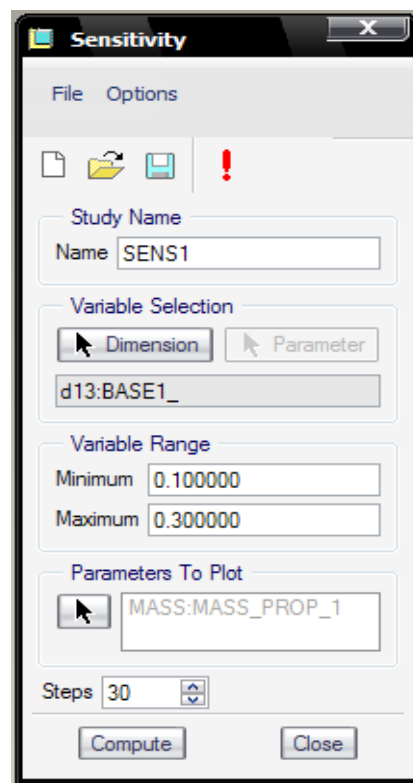 Sensitivity
File Options
Study Name
Name SENS1
Variable Selection
Dimension Parameter
d13:BASE1_
Variable Range
Minimum 0.100000
Maximum 0.300000
Parameters To Plot
MASS:MASS_PROP_1
Steps 30
Compute Close